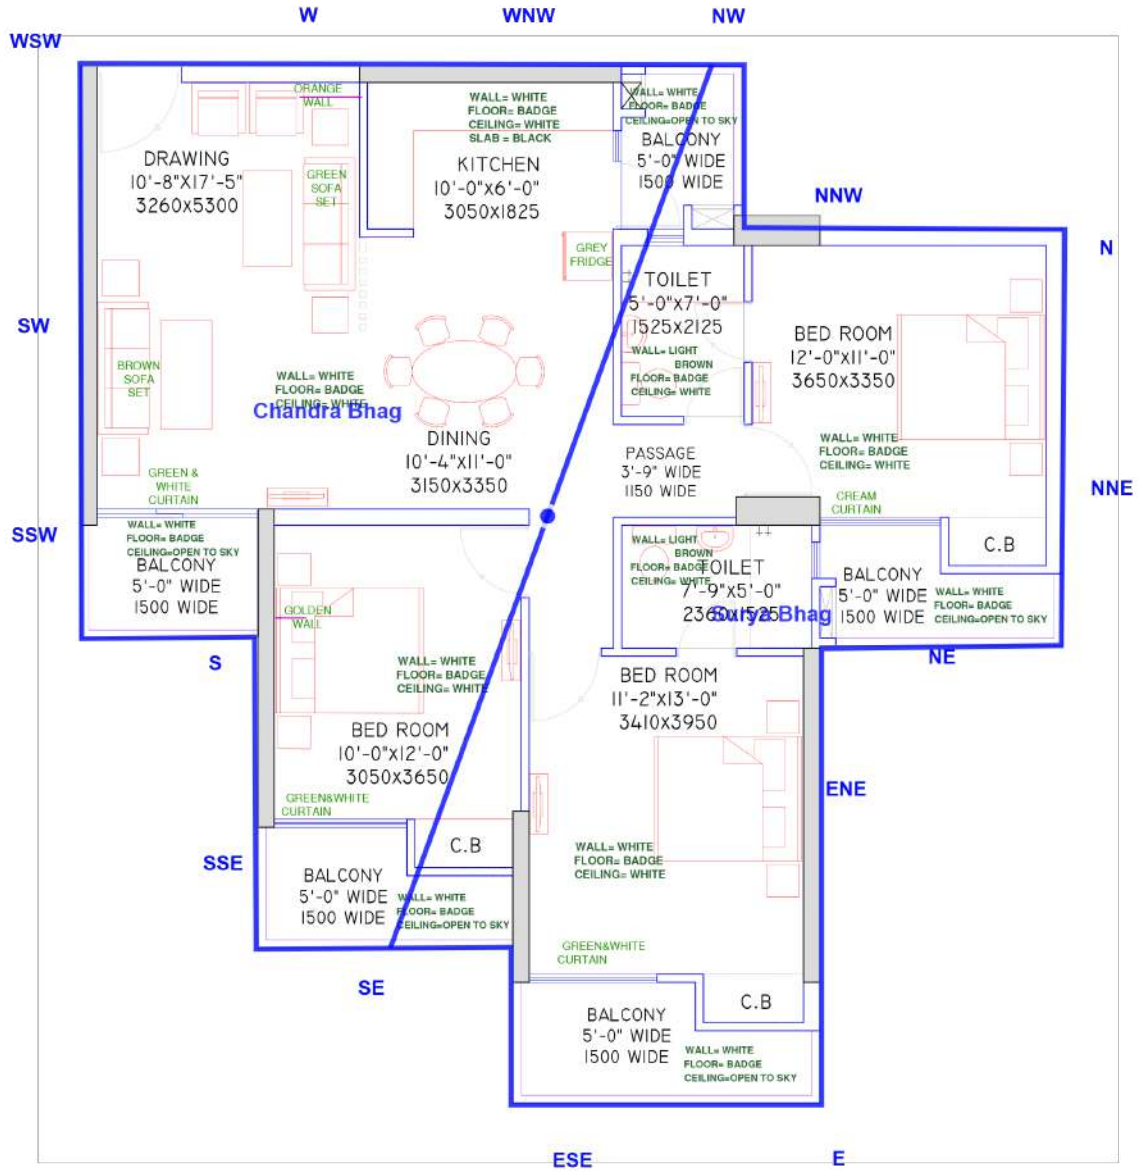 W
WNW
NW
WSW
ORANGE
WALL
WALL= WHITE
FLOOR= BADGE
CEILING= WHITE
SLAB = BLACK
WALL= WHITE
FLOOR= BADGE
CEILING=OPEN TO SKY
BALCONY
5'-0" WIDE
1500 WIDE
DRAWING
10'-8"X17'-5"
3260x5300
GREEN
SOFA
SET
KITCHEN
10'-0"X6'-0"
3050x1825
NNW
N
GREY
FRIDGE
TOILET
5'-0"x7'-0"
1525x2125
WALL= LIGHT
BROWN
FLOOR= BADGE
CEILING= WHITE
BED ROOM
12'-0"x11'-0"
3650x3350
SW
BROWN
SOFA
SET
WALL= WHITE
FLOOR= BADGE
CEILING= WHITE
Chandra Bhag
DINING
10'-4"x11'-0"
3150x3350
PASSAGE
3'-9" WIDE
1150 WIDE
WALL= WHITE
FLOOR= BADGE
CEILING= WHITE
GREEN &
WHITE
CURTAIN
CREAM
CURTAIN
NNE
SSW
WALL= WHITE
FLOOR= BADGE
CEILING=OPEN TO SKY
BALCONY
5'-0" WIDE
1500 WIDE
WALL= LIGHT
BROWN
FLOOR= BADGE
CEILING= WHITE
TOILET
7'-9"x5'-0"
2360x1525
Surya Bhag
C.B
BALCONY
5'-0" WIDE
1500 WIDE
WALL= WHITE
FLOOR= BADGE
CEILING=OPEN TO SKY
GOLDEN
WALL
S
NE
WALL= WHITE
FLOOR= BADGE
CEILING= WHITE
BED ROOM
11'-2"x13'-0"
3410x3950
BED ROOM
10'-0"x12'-0"
3050x3650
ENE
GREEN&WHITE
CURTAIN
C.B
SSE
BALCONY
5'-0" WIDE
1500 WIDE
WALL= WHITE
FLOOR= BADGE
CEILING=OPEN TO SKY
WALL= WHITE
FLOOR= BADGE
CEILING= WHITE
GREEN&WHITE
CURTAIN
SE
C.B
BALCONY
5'-0" WIDE
1500 WIDE
WALL= WHITE
FLOOR= BADGE
CEILING=OPEN TO SKY
ESE
E